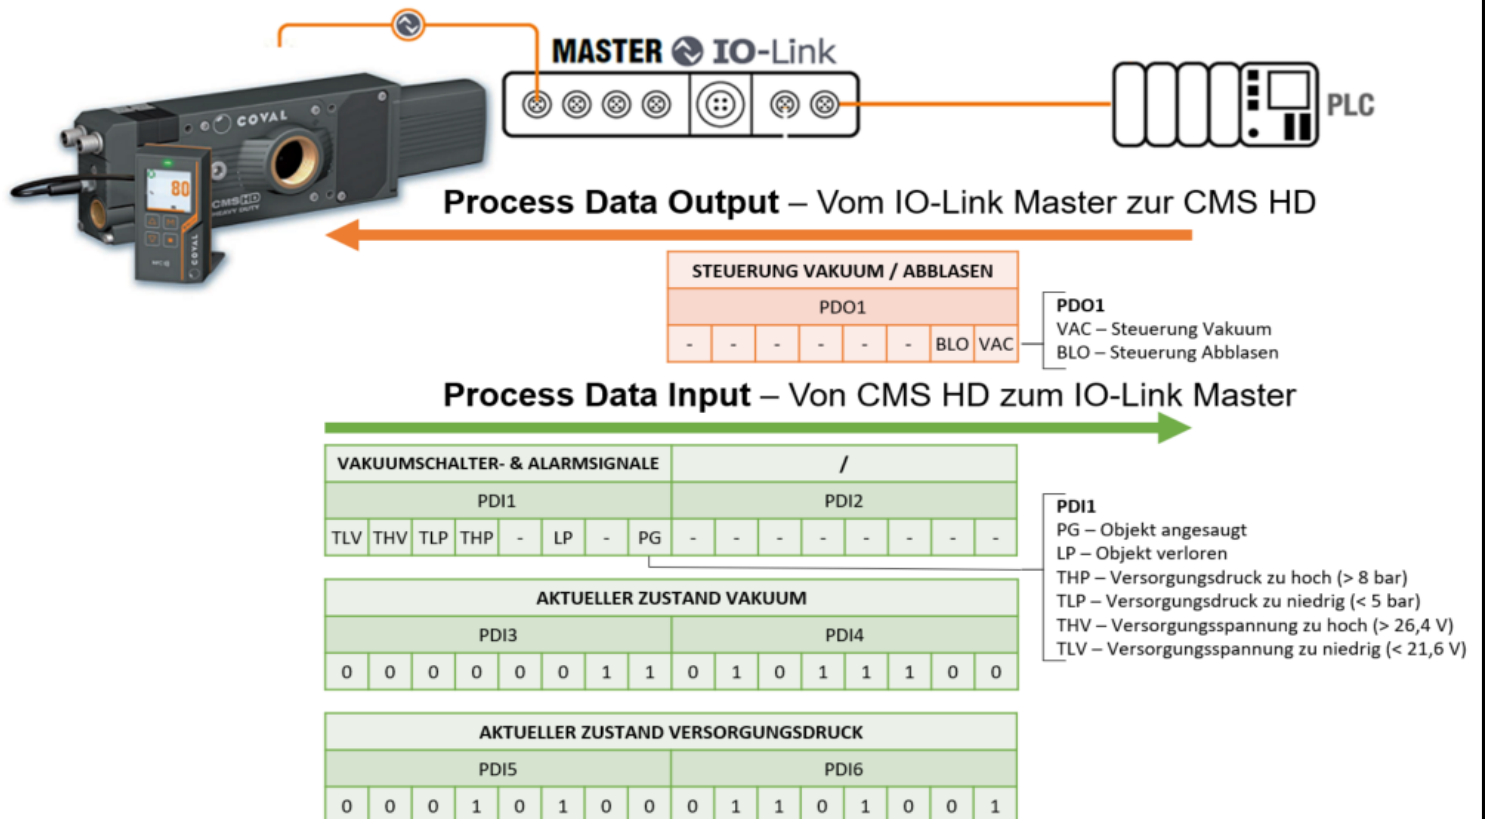 MASTER IO-Link
COVAL
80
CMS HD
HEAVY DUTY
COVAL
PLC
Process Data Output – Vom IO-Link Master zur CMS HD
STEUERUNG VAKUUM / ABBLASEN
PDO1
- - - - - - BLO VAC
PDO1
VAC – Steuerung Vakuum
BLO – Steuerung Abblasen
Process Data Input – Von CMS HD zum IO-Link Master
VAKUUMSCHALTER- & ALARMSIGNALE /
PDI1 PDI2
TLV THV TLP THP - LP - PG - - - - - - - -
PDI1
PG – Objekt angesaugt
LP – Objekt verloren
THP – Versorgungsdruck zu hoch (> 8 bar)
TLP – Versorgungsdruck zu niedrig (< 5 bar)
THV – Versorgungsspannung zu hoch (> 26,4 V)
TLV – Versorgungsspannung zu niedrig (< 21,6 V)
AKTUELLER ZUSTAND VAKUUM
PDI3 PDI4
0 0 0 0 0 0 1 1 0 1 0 1 1 1 0 0
AKTUELLER ZUSTAND VERSORGUNGSDRUCK
PDI5 PDI6
0 0 0 1 0 1 0 0 0 1 1 0 1 0 0 1